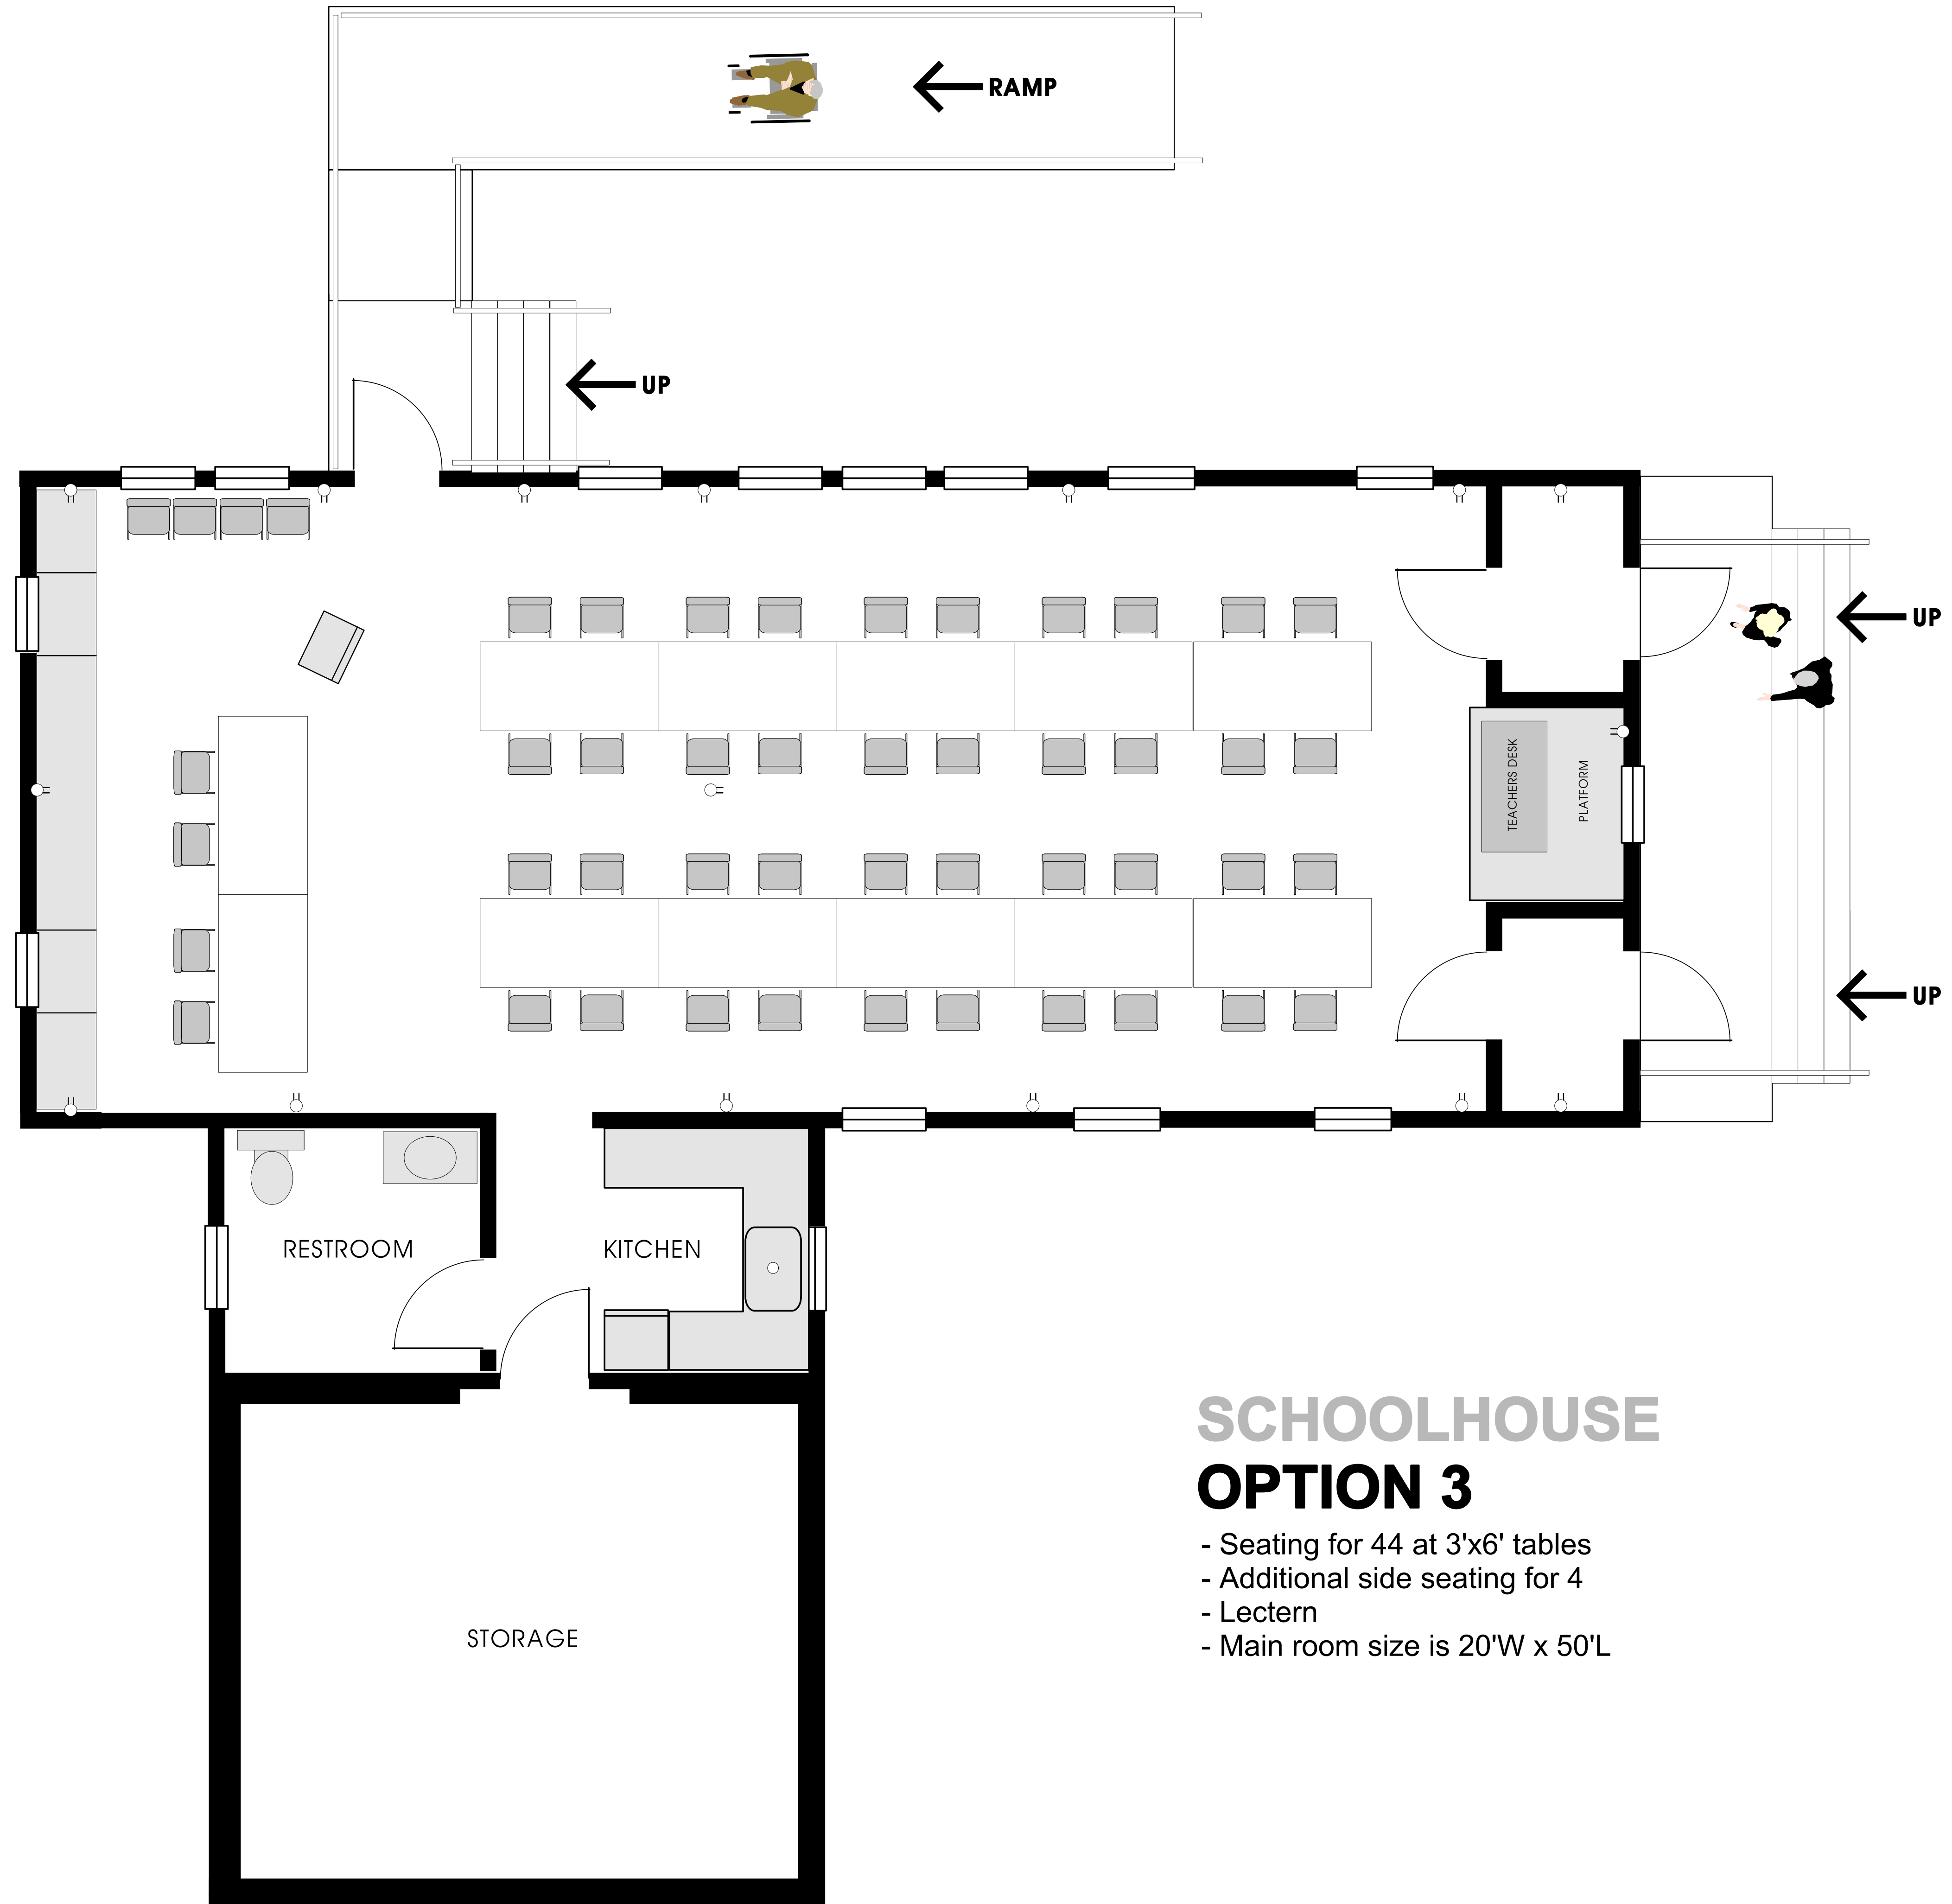 RAMP
UP
UP
TEACHERS DESK
PLATFORM
UP
RESTROOM
KITCHEN
STORAGE
SCHOOLHOUSE
OPTION 3
- Seating for 44 at 3'x6' tables
- Additional side seating for 4
- Lectern
- Main room size is 20'W x 50'L